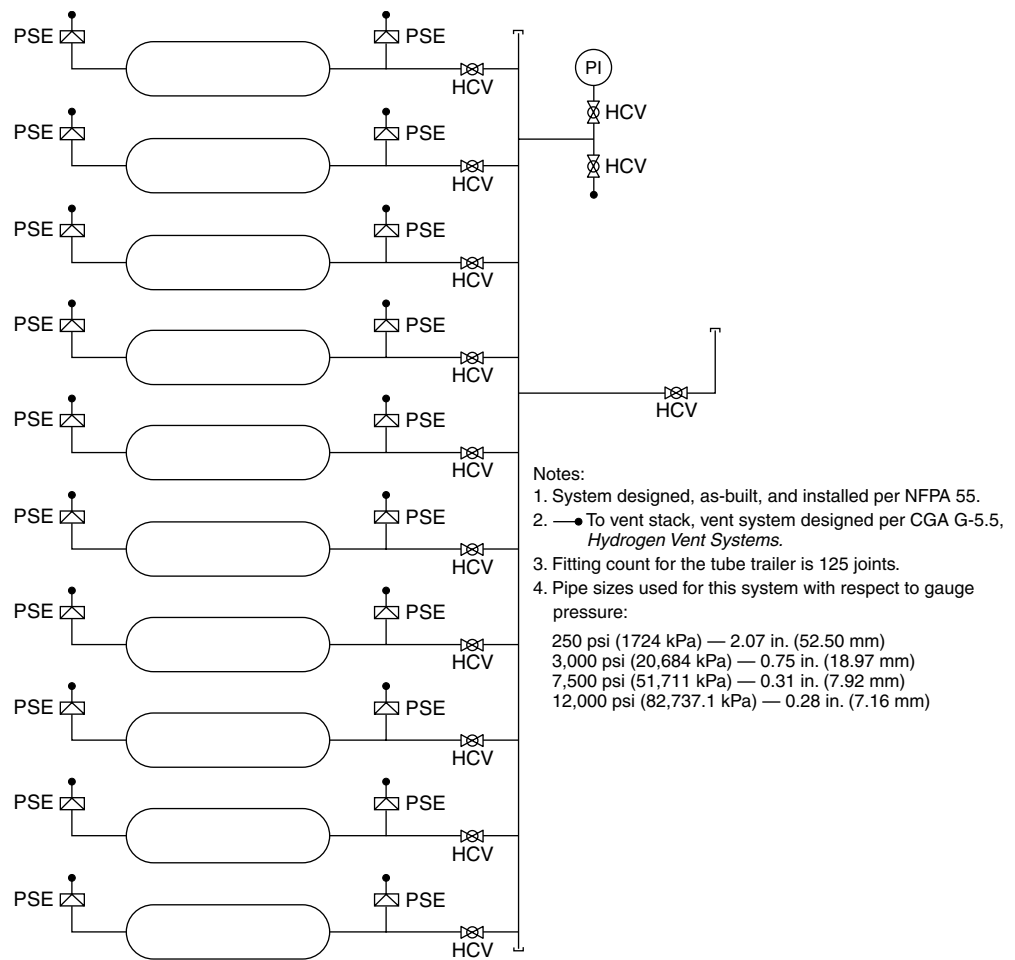 PSE PSE
HCV
PI
HCV
PSE PSE
HCV
HCV
PSE PSE
HCV
PSE PSE
HCV
HCV
PSE PSE
HCV
Notes:
1. System designed, as-built, and installed per NFPA 55.
2. To vent stack, vent system designed per CGA G-5.5,
Hydrogen Vent Systems.
3. Fitting count for the tube trailer is 125 joints.
4. Pipe sizes used for this system with respect to gauge
pressure:
250 psi (1724 kPa) — 2.07 in. (52.50 mm)
3,000 psi (20,684 kPa) — 0.75 in. (18.97 mm)
7,500 psi (51,711 kPa) — 0.31 in. (7.92 mm)
12,000 psi (82,737.1 kPa) — 0.28 in. (7.16 mm)
PSE PSE
HCV
PSE PSE
HCV
PSE PSE
HCV
PSE PSE
HCV
PSE PSE
HCV